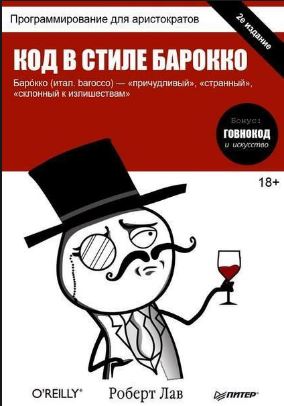 Программирование для аристократов
2е издание
КОД В СТИЛЕ БАРОККО
Баро́кко (итал. barocco) — «причудливый», «странный»,
«склонный к излишествам»
Бонус:
ГОВНОКОД
и искусство
18+
O'REILLY®
Роберт Лав
ПИТЕР®